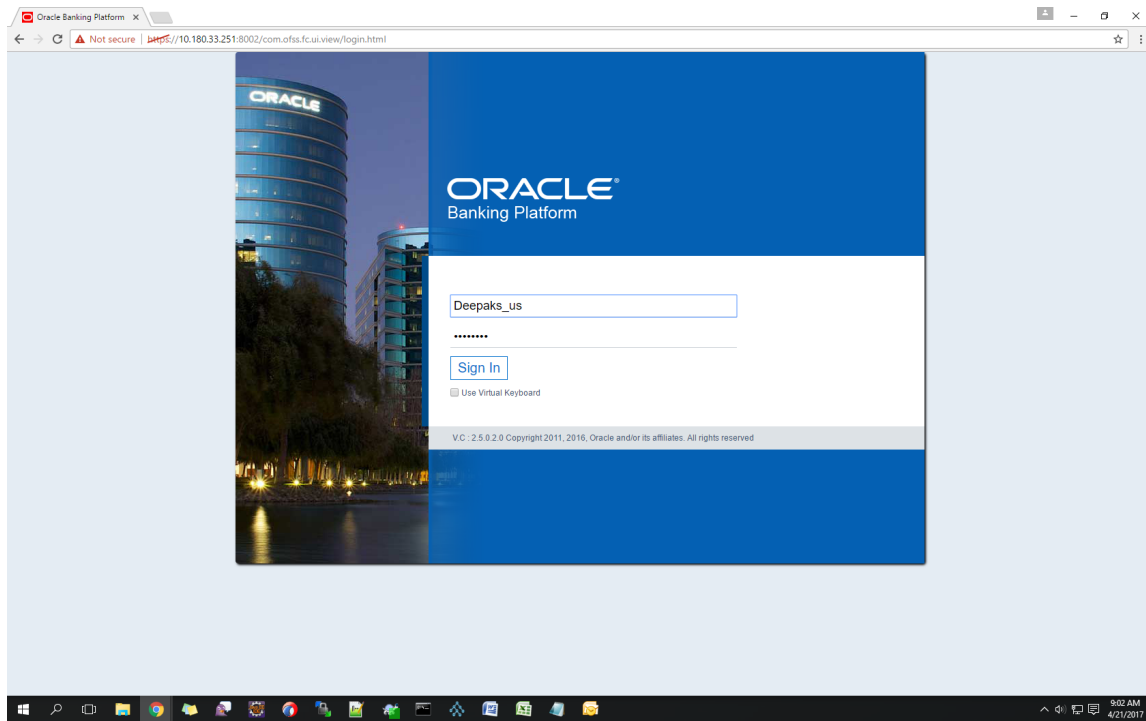 Oracle Banking Platform
Not secure https://10.180.33.251:8002/com.ofss.fc.ui.view/login.html
ORACLE
ORACLE®
Banking Platform
Deepaks_us
••••••••
Sign In
Use Virtual Keyboard
V.C : 2.5.0.2.0 Copyright 2011, 2016, Oracle and/or its affiliates. All rights reserved
9:02 AM
4/21/2017